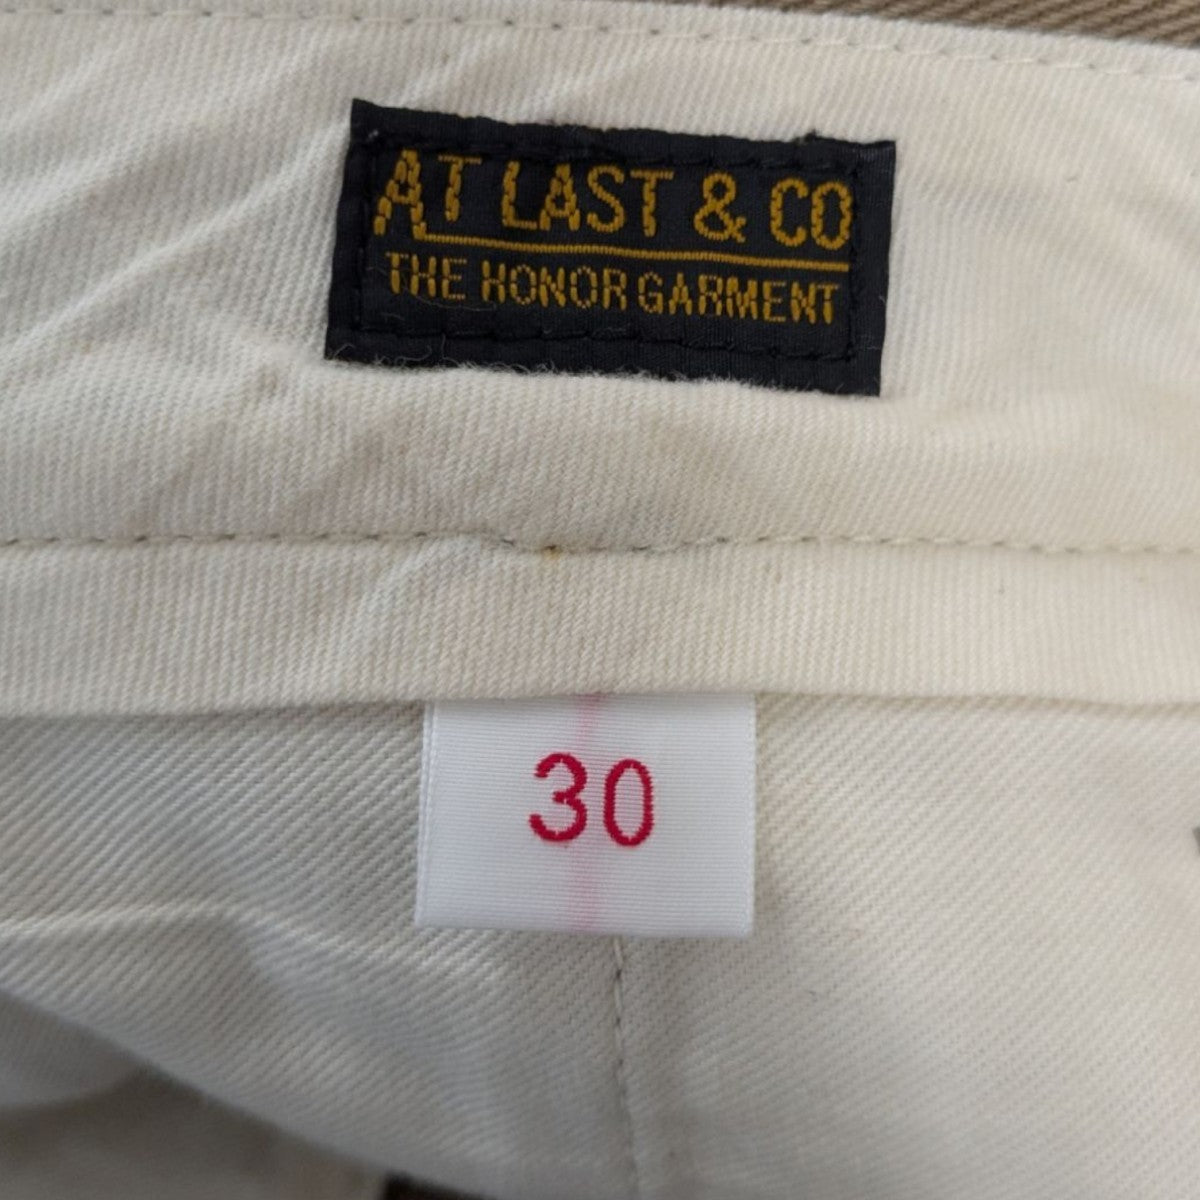 AT LAST & CO
THE HONOR GARMENT
30